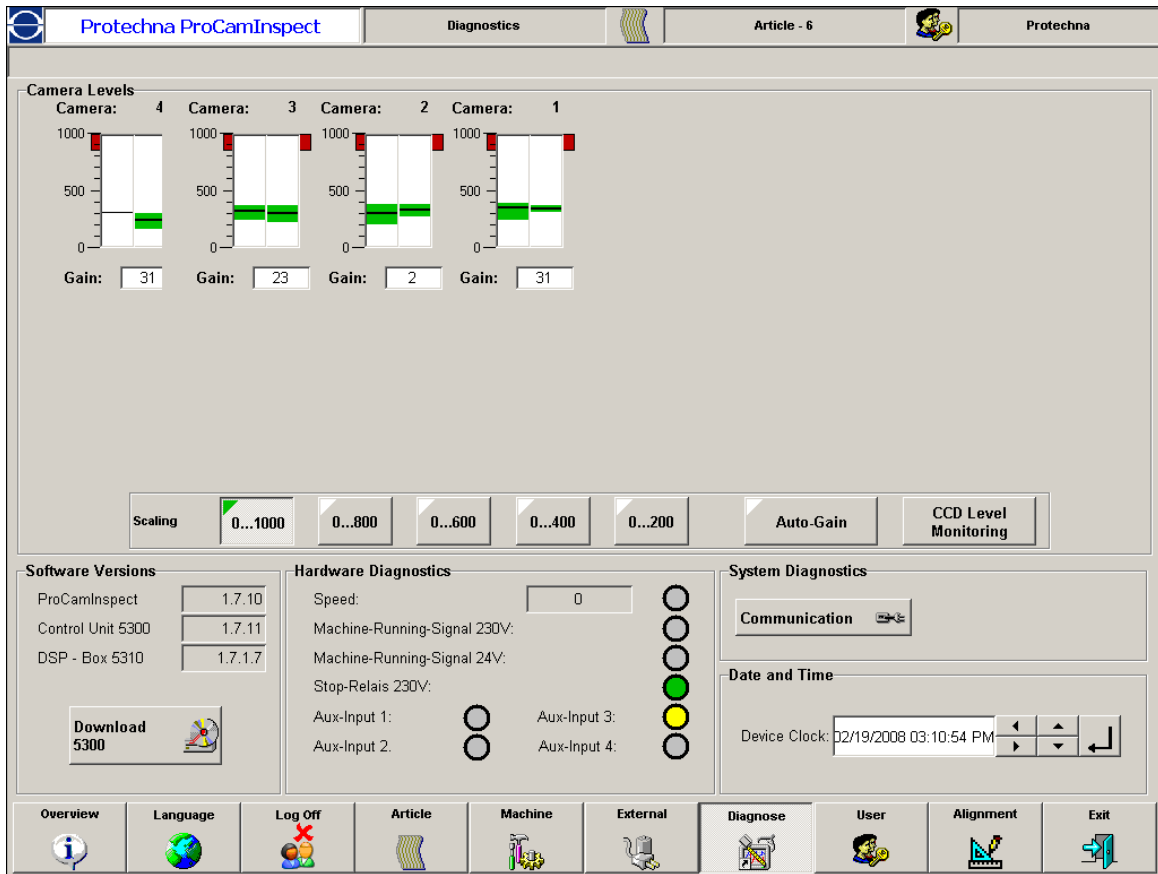 Protechna ProCamInspect Diagnostics Article - 6 Protechna
Camera Levels
Camera: 4 Camera: 3 Camera: 2 Camera: 1
1000 1000 1000 1000
500 500 500 500
0 0 0 0
Gain: 31 Gain: 23 Gain: 2 Gain: 31
Scaling 0...1000 0...800 0...600 0...400 0...200 Auto-Gain CCD Level
Monitoring
Software Versions
ProCamInspect 1.7.10
Control Unit 5300 1.7.11
DSP - Box 5310 1.7.1.7
Download
5300
Hardware Diagnostics
Speed: 0
Machine-Running-Signal 230V:
Machine-Running-Signal 24V:
Stop-Relais 230V:
Aux-Input 1: Aux-Input 3:
Aux-Input 2. Aux-Input 4:
System Diagnostics
Communication
Date and Time
Device Clock: 02/19/2008 03:10:54 PM
Overview Language Log Off Article Machine External Diagnose User Alignment Exit